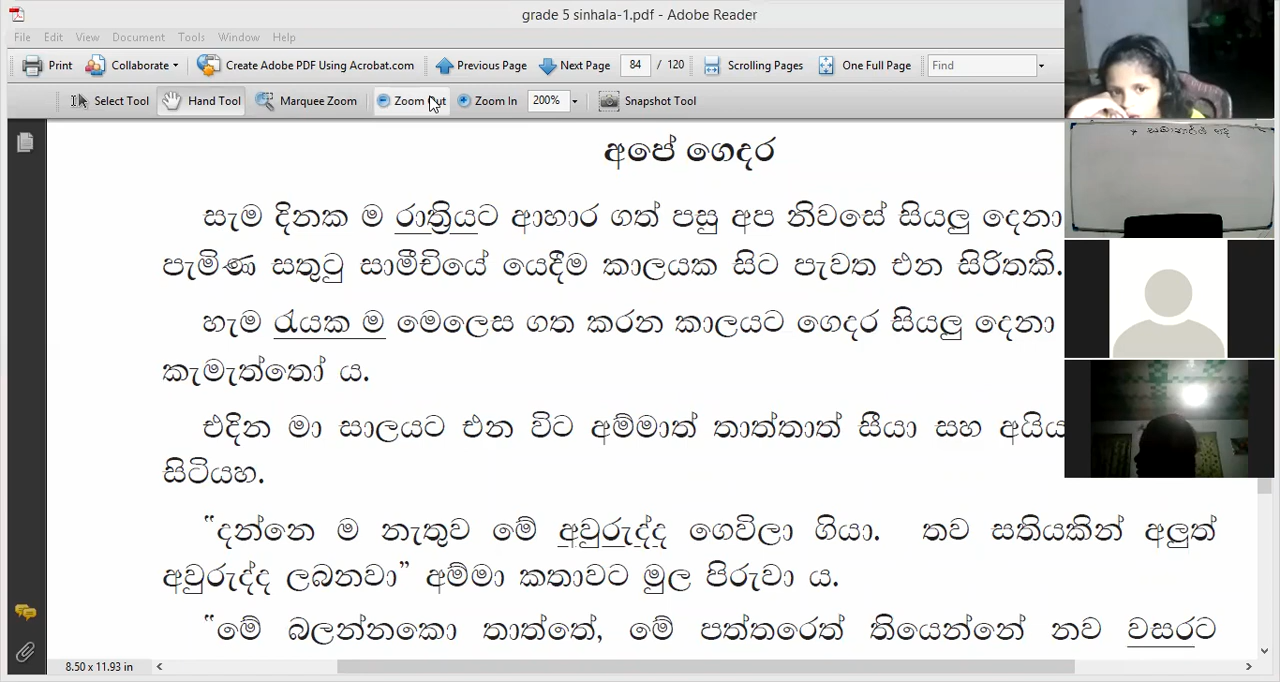 grade 5 sinhala-1.pdf - Adobe Reader
File Edit View Document Tools Window Help
Print Collaborate Create Adobe PDF Using Acrobat.com Previous Page Next Page 84 / 120 Scrolling Pages One Full Page Find
Select Tool Hand Tool Marquee Zoom Zoom Out Zoom In 200% Snapshot Tool
අපේ ගෙදර
සැම දිනක ම රාත්‍රියට ආහාර ගත් පසු අප නිවසේ සියලු දෙනා
පැමිණ සතුටු සාමීචියේ යෙදීම කාලයක සිට පැවත එන සිරිතකි.
හැම රැයක ම මෙලෙස ගත කරන කාලයට ගෙදර සියලු දෙනා
කැමැත්තෝ ය.
එදින මා සාලයට එන විට අම්මාත් තාත්තාත් සීයා සහ අයියා
සිටියහ.
“දන්නෙ ම නැතුව මේ අවුරුද්ද ගෙවිලා ගියා. තව සතියකින් අලුත්
අවුරුද්ද ලබනවා” අම්මා කතාවට මුල පිරුවා ය.
“මේ බලන්නකො තාත්තේ, මේ පත්තරෙත් තියෙන්නේ නව වසරට
8.50 x 11.93 in